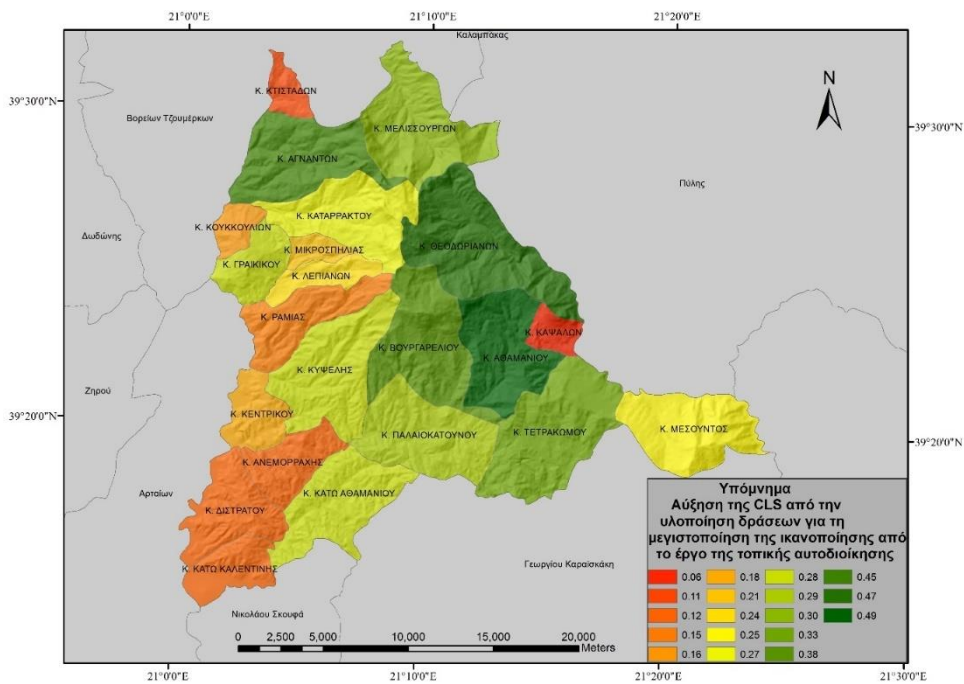 21°0'0"E
21°10'0"E
21°20'0"E
Καλαμπάκας
N
39°30'0"N
39°30'0"N
Κ. ΚΤΙΣΤΑΔΩΝ
Βορείων Τζουμέρκων
Κ. ΜΕΛΙΣΣΟΥΡΓΩΝ
Κ. ΑΓΝΑΝΤΩΝ
Πύλης
Κ. ΚΑΤΑΡΡΑΚΤΟΥ
Κ. ΚΟΥΚΚΟΥΛΙΩΝ
Δωδώνης
Κ. ΘΕΟΔΩΡΙΑΝΩΝ
Κ. ΜΙΚΡΟΣΠΗΛΙΑΣ
Κ. ΓΡΑΙΚΙΚΟΥ
Κ. ΛΕΠΙΑΝΩΝ
Κ. ΡΑΜΙΑΣ
Κ. ΚΑΨΑΛΩΝ
Κ. ΒΟΥΡΓΑΡΕΛΙΟΥ
Κ. ΑΘΑΜΑΝΙΟΥ
Κ. ΚΥΨΕΛΗΣ
Ζηρού
39°20'0"N
39°20'0"N
Κ. ΚΕΝΤΡΙΚΟΥ
Κ. ΜΕΣΟΥΝΤΟΣ
Κ. ΠΑΛΑΙΟΚΑΤΟΥΝΟΥ
Κ. ΤΕΤΡΑΚΩΜΟΥ
Κ. ΑΝΕΜΟΡΡΑΧΗΣ
Αρταίων
Κ. ΚΑΤΩ ΑΘΑΜΑΝΙΟΥ
Κ. ΔΙΣΤΡΑΤΟΥ
Κ. ΚΑΤΩ ΚΑΛΕΝΤΙΝΗΣ
Γεωργίου Καραϊσκάκη
Νικολάου Σκουφά
Υπόμνημα
Αύξηση της CLS από την
υλοποίηση δράσεων για τη
μεγιστοποίηση της ικανοποίησης από
το έργο της τοπικής αυτοδιοίκησης
0.06 0.18 0.28 0.45
0.11 0.21 0.29 0.47
0.12 0.24 0.30 0.49
0.15 0.25 0.33
0.16 0.27 0.38
0 2,500 5,000 10,000 15,000 20,000
Meters
21°0'0"E
21°10'0"E
21°20'0"E
21°30'0"E